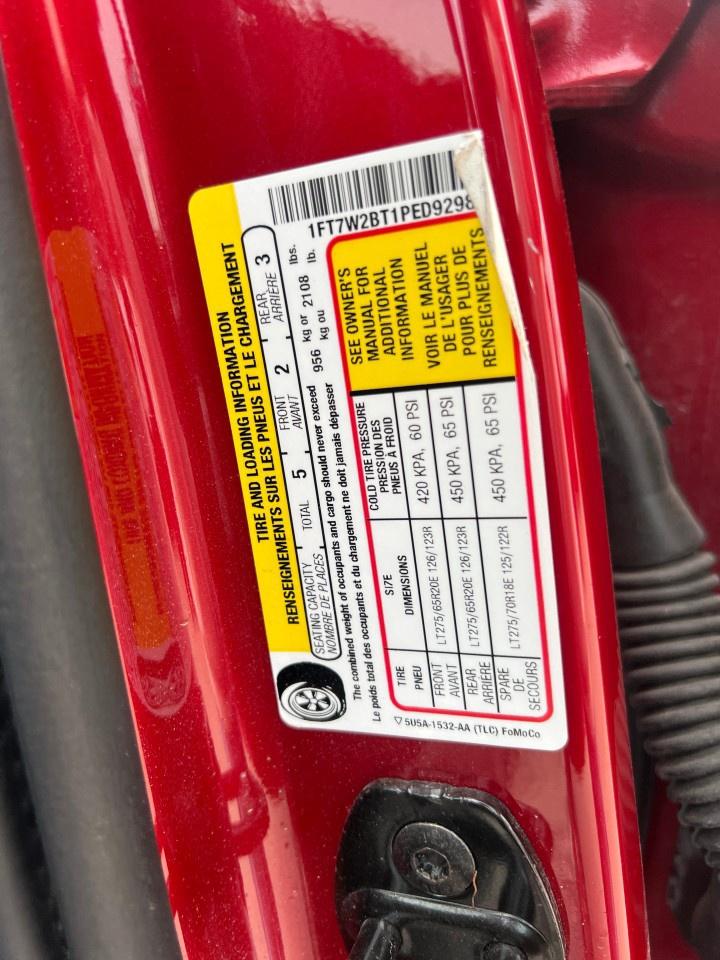 1FT7W2BT1PED9298
TIRE AND LOADING INFORMATION
RENSEIGNEMENTS SUR LES PNEUS ET LE CHARGEMENT
SEATING CAPACITY
NOMBRE DE PLACES
TOTAL 5
FRONT
AVANT 2
REAR
ARRIÈRE 3
The combined weight of occupants and cargo should never exceed 956 kg or 2108 lbs.
Le poids total des occupants et du chargement ne doit jamais dépasser kg ou lb.
TIRE
PNEU
SIZE
DIMENSIONS
COLD TIRE PRESSURE
PRESSION DES
PNEUS À FROID
FRONT
AVANT
LT275/65R20E 126/123R
420 KPA, 60 PSI
REAR
ARRIÈRE
LT275/65R20E 126/123R
450 KPA, 65 PSI
SPARE
DE
SECOURS
LT275/70R18E 125/122R
450 KPA, 65 PSI
SEE OWNER'S
MANUAL FOR
ADDITIONAL
INFORMATION
VOIR LE MANUEL
DE L'USAGER
POUR PLUS DE
RENSEIGNEMENTS
5U5A-1532-AA (TLC) FoMoCo